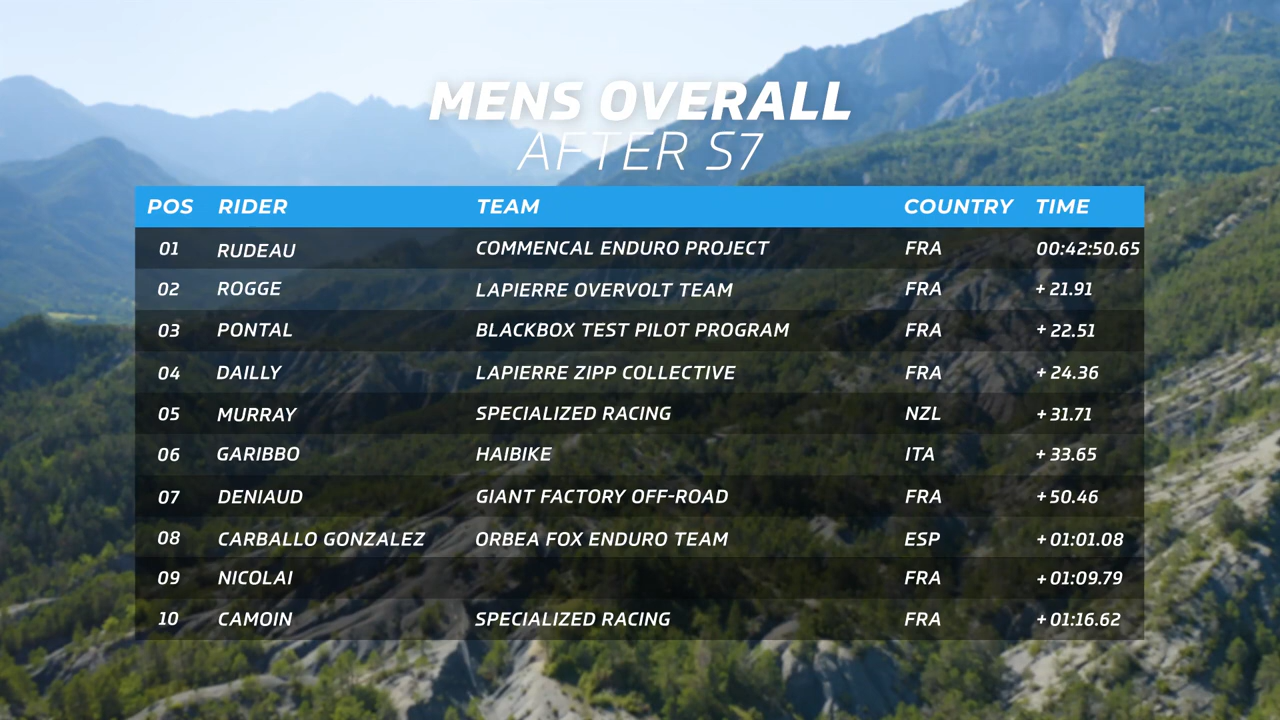 MENS OVERALL
AFTER S7
POS RIDER TEAM COUNTRY TIME
01 RUDEAU COMMENCAL ENDURO PROJECT FRA 00:42:50.65
02 ROGGE LAPIERRE OVERVOLT TEAM FRA + 21.91
03 PONTAL BLACKBOX TEST PILOT PROGRAM FRA + 22.51
04 DAILLY LAPIERRE ZIPP COLLECTIVE FRA + 24.36
05 MURRAY SPECIALIZED RACING NZL + 31.71
06 GARIBBO HAIBIKE ITA + 33.65
07 DENIAUD GIANT FACTORY OFF-ROAD FRA + 50.46
08 CARBALLO GONZALEZ ORBEA FOX ENDURO TEAM ESP + 01:01.08
09 NICOLAI FRA + 01:09.79
10 CAMOIN SPECIALIZED RACING FRA + 01:16.62